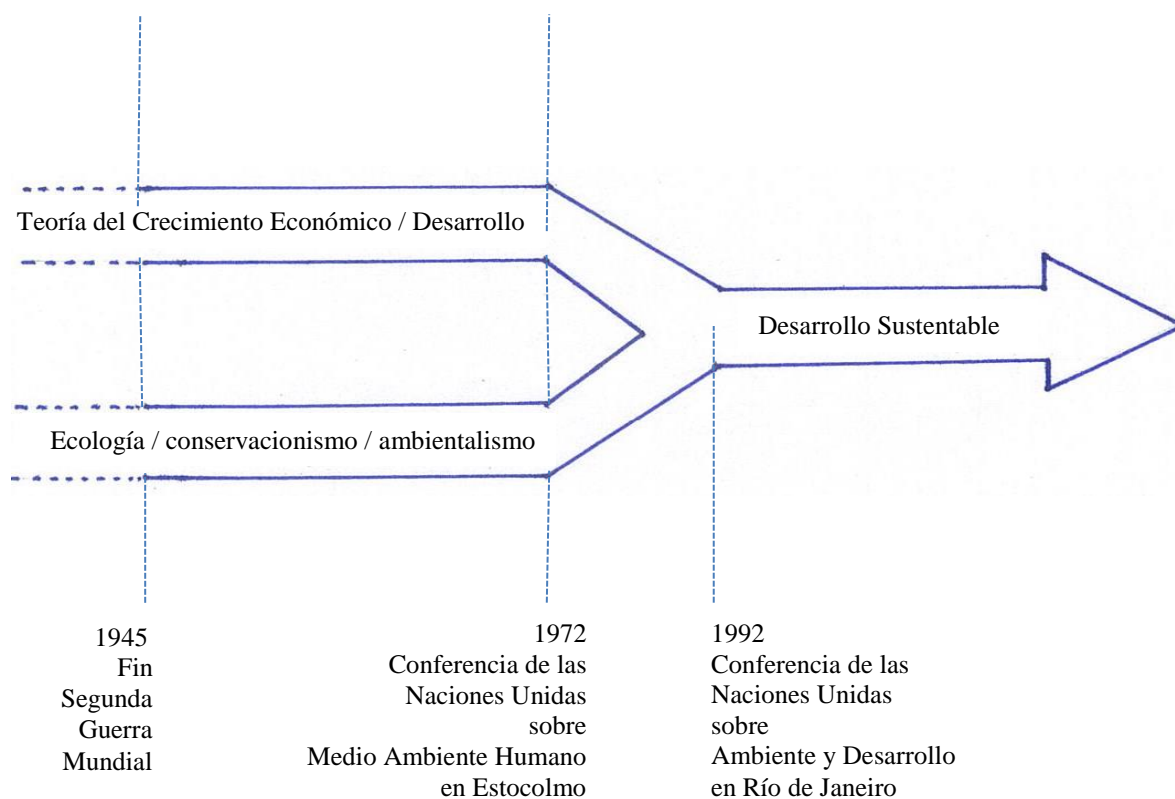 Teoría del Crecimiento Económico / Desarrollo
Desarrollo Sustentable
Ecología / conservacionismo / ambientalismo
1945
Fin
Segunda
Guerra
Mundial
1972
Conferencia de las
Naciones Unidas
sobre
Medio Ambiente Humano
en Estocolmo
1992
Conferencia de las
Naciones Unidas
sobre
Ambiente y Desarrollo
en Río de Janeiro